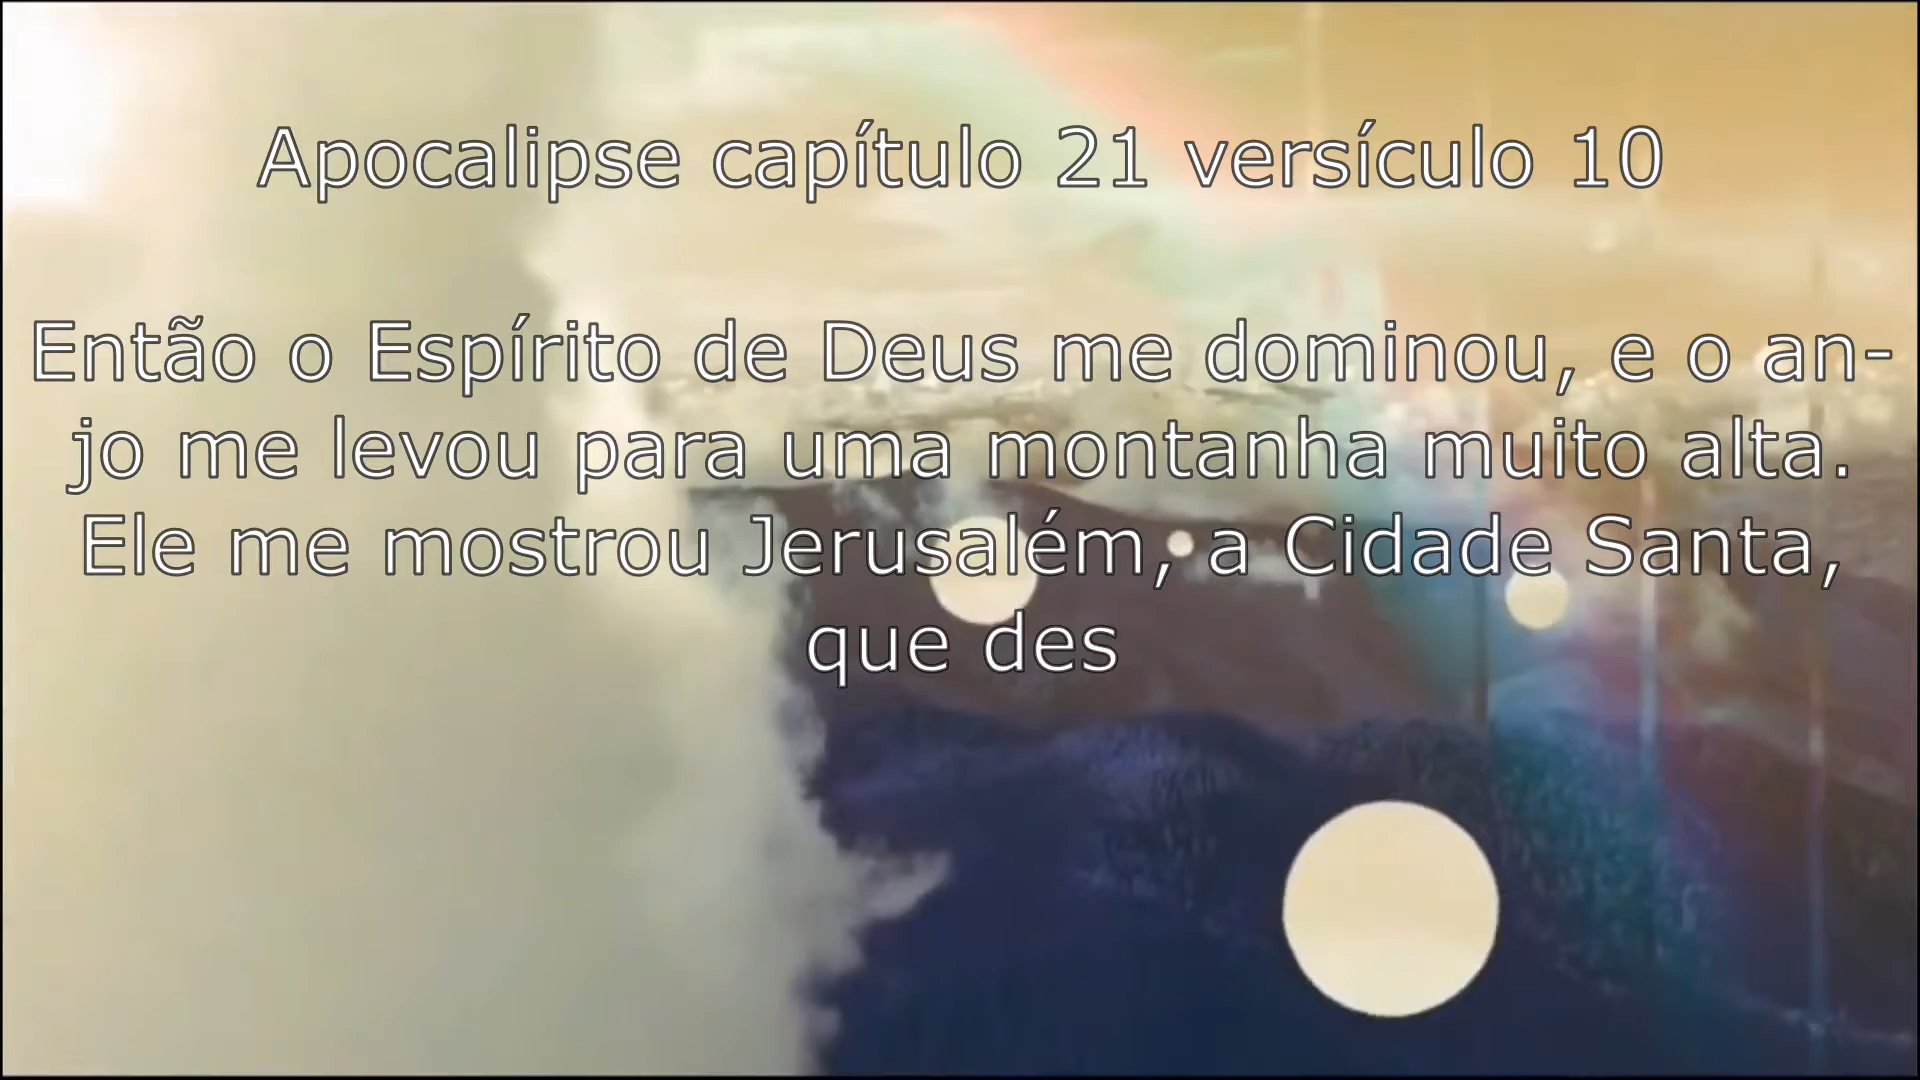 Apocalipse capítulo 21 versículo 10
Então o Espírito de Deus me dominou, e o an-
jo me levou para uma montanha muito alta.
Ele me mostrou Jerusalém, a Cidade Santa,
que des